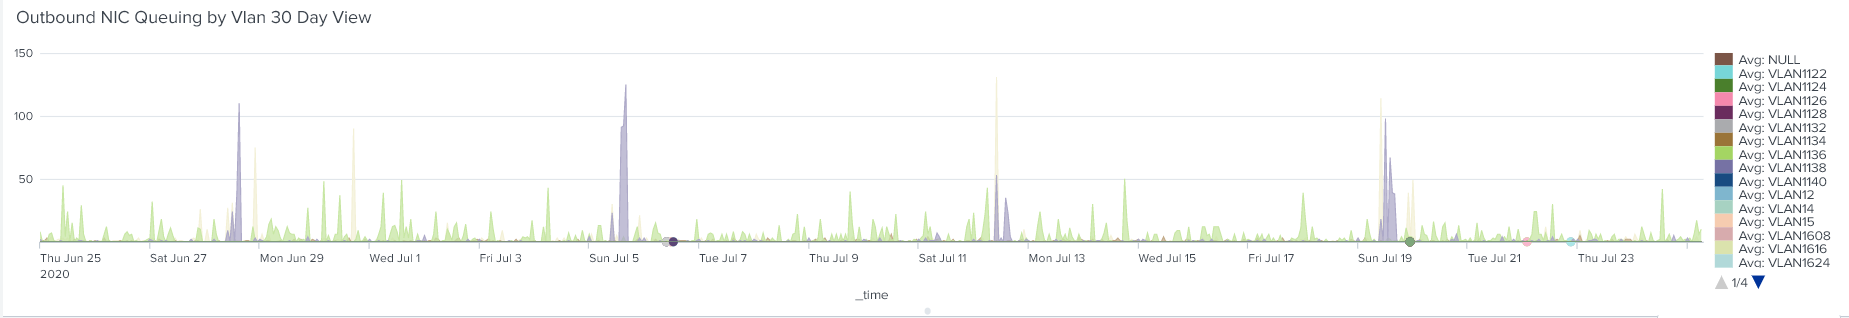 Outbound NIC Queuing by Vlan 30 Day View
150
100
50
Thu Jun 25 Sat Jun 27 Mon Jun 29 Wed Jul 1 Fri Jul 3 Sun Jul 5 Tue Jul 7 Thu Jul 9 Sat Jul 11 Mon Jul 13 Wed Jul 15 Fri Jul 17 Sun Jul 19 Tue Jul 21 Thu Jul 23
2020
_time
Avg: NULL
Avg: VLAN1122
Avg: VLAN1124
Avg: VLAN1126
Avg: VLAN1128
Avg: VLAN1132
Avg: VLAN1134
Avg: VLAN1136
Avg: VLAN1138
Avg: VLAN1140
Avg: VLAN12
Avg: VLAN14
Avg: VLAN15
Avg: VLAN1608
Avg: VLAN1616
Avg: VLAN1624
1/4